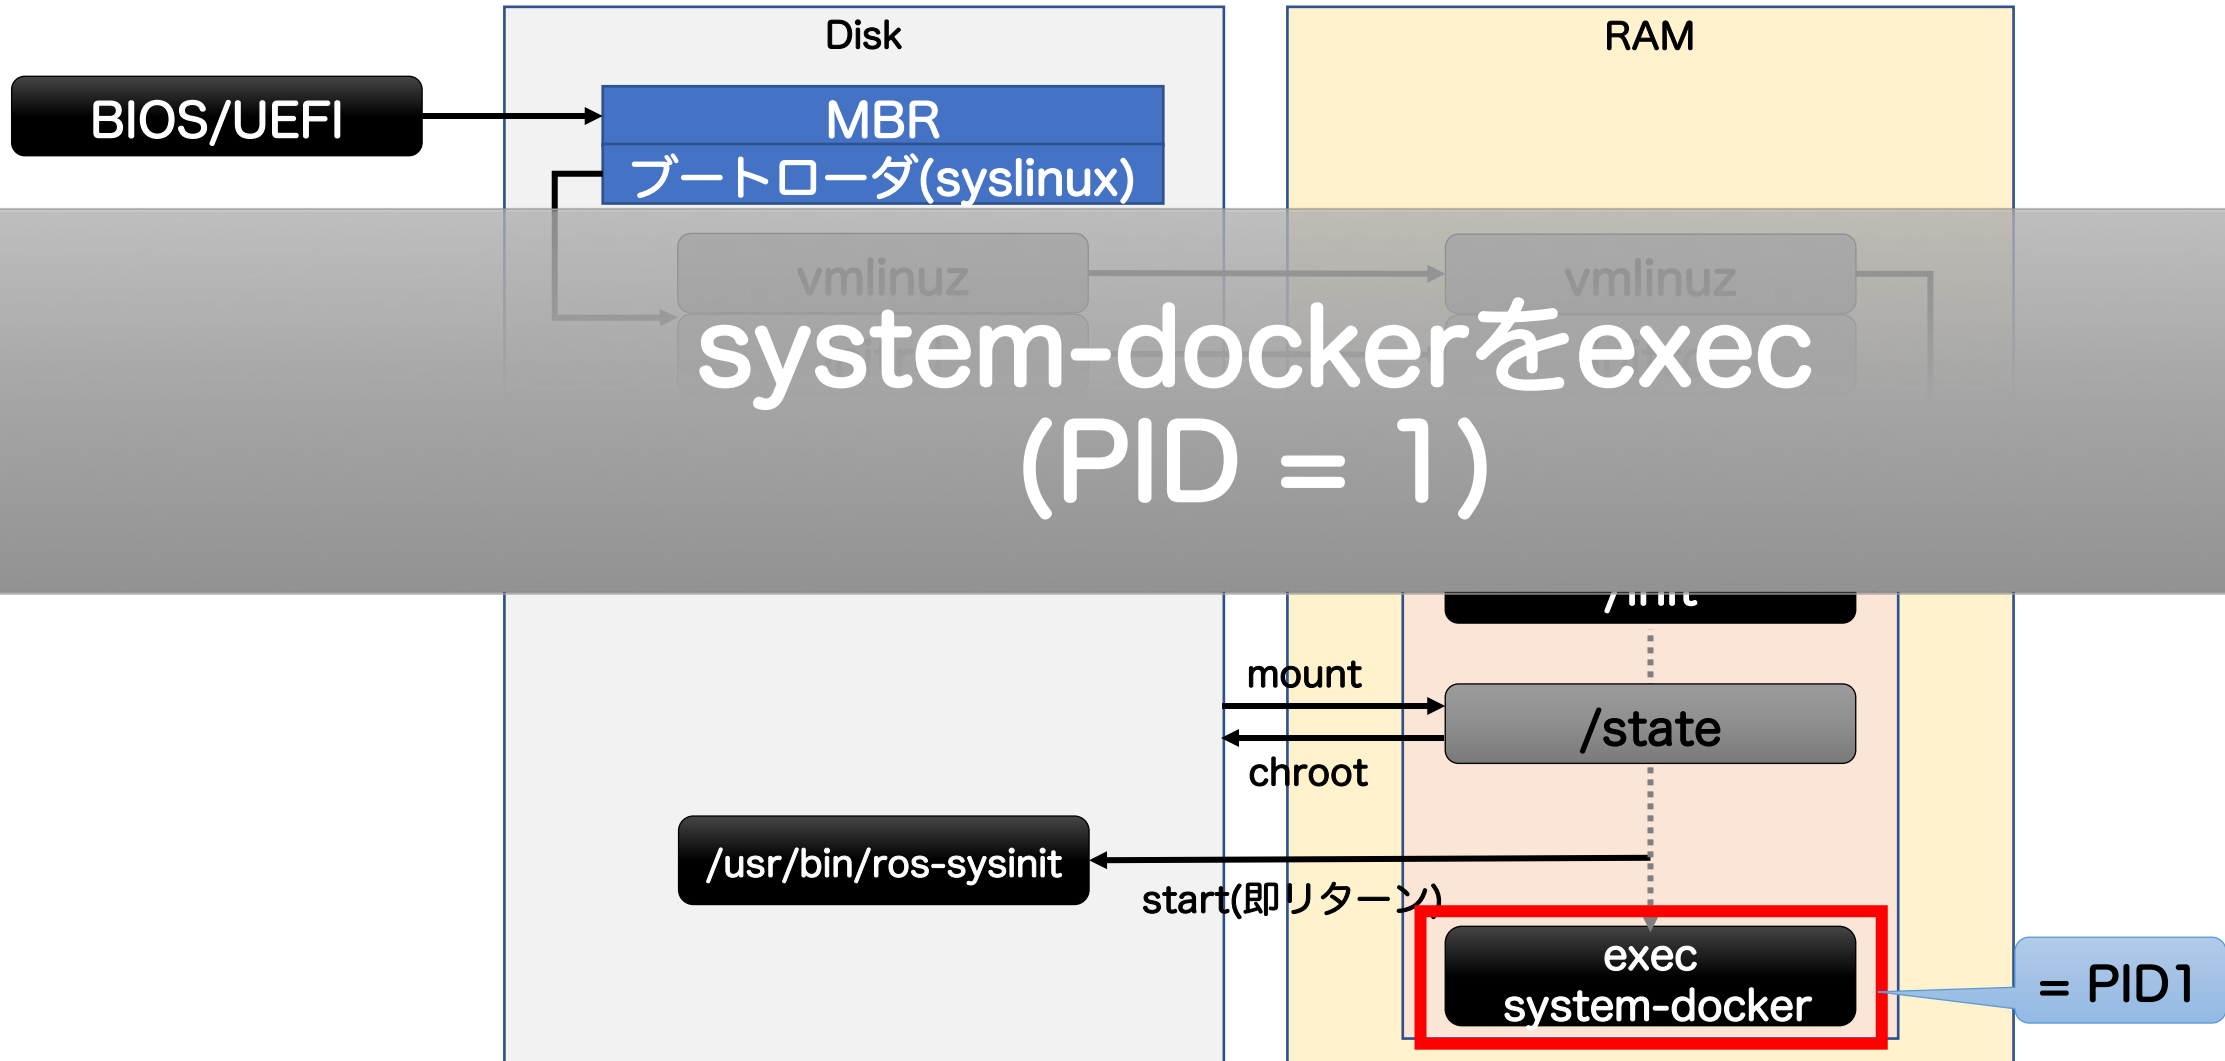 Disk
RAM
BIOS/UEFI
MBR
ブートローダ(syslinux)
vmlinuz
vmlinuz
system-dockerをexec
(PID = 1)
/init
mount
/state
chroot
/usr/bin/ros-sysinit
start(即リターン)
exec
system-docker
= PID1